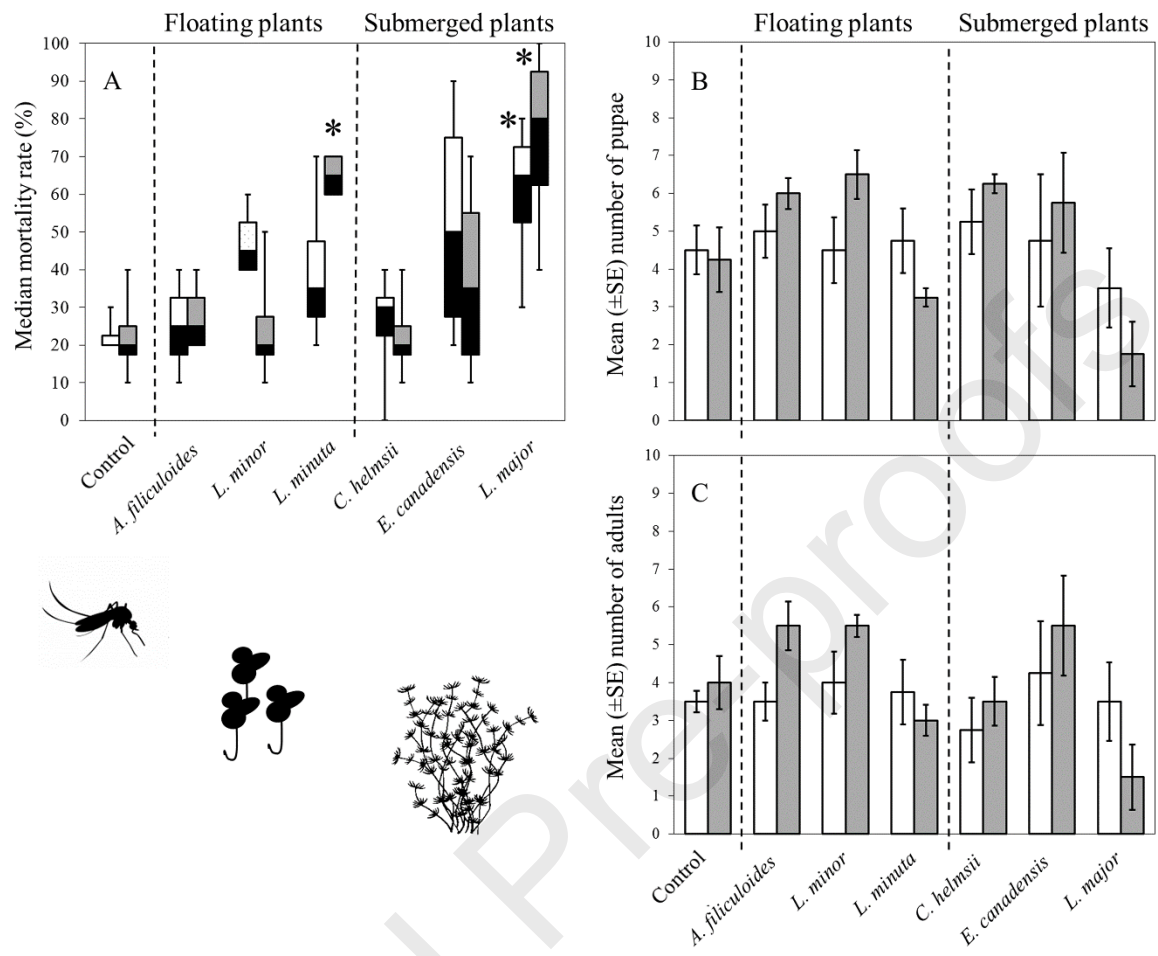 Floating plants Submerged plants
A
Median mortality rate (%)
100
90
80
70
60
50
40
30
20
10
0
*
*
*
Control
A. filiculoides
L. minor
L. minuta
C. helmsii
E. canadensis
L. major
Floating plants Submerged plants
B
Mean (±SE) number of pupae
10
9
8
7
6
5
4
3
2
1
0
C
Mean (±SE) number of adults
10
9
8
7
6
5
4
3
2
1
0
Control
A. filiculoides
L. minor
L. minuta
C. helmsii
E. canadensis
L. major
Pre-proofs